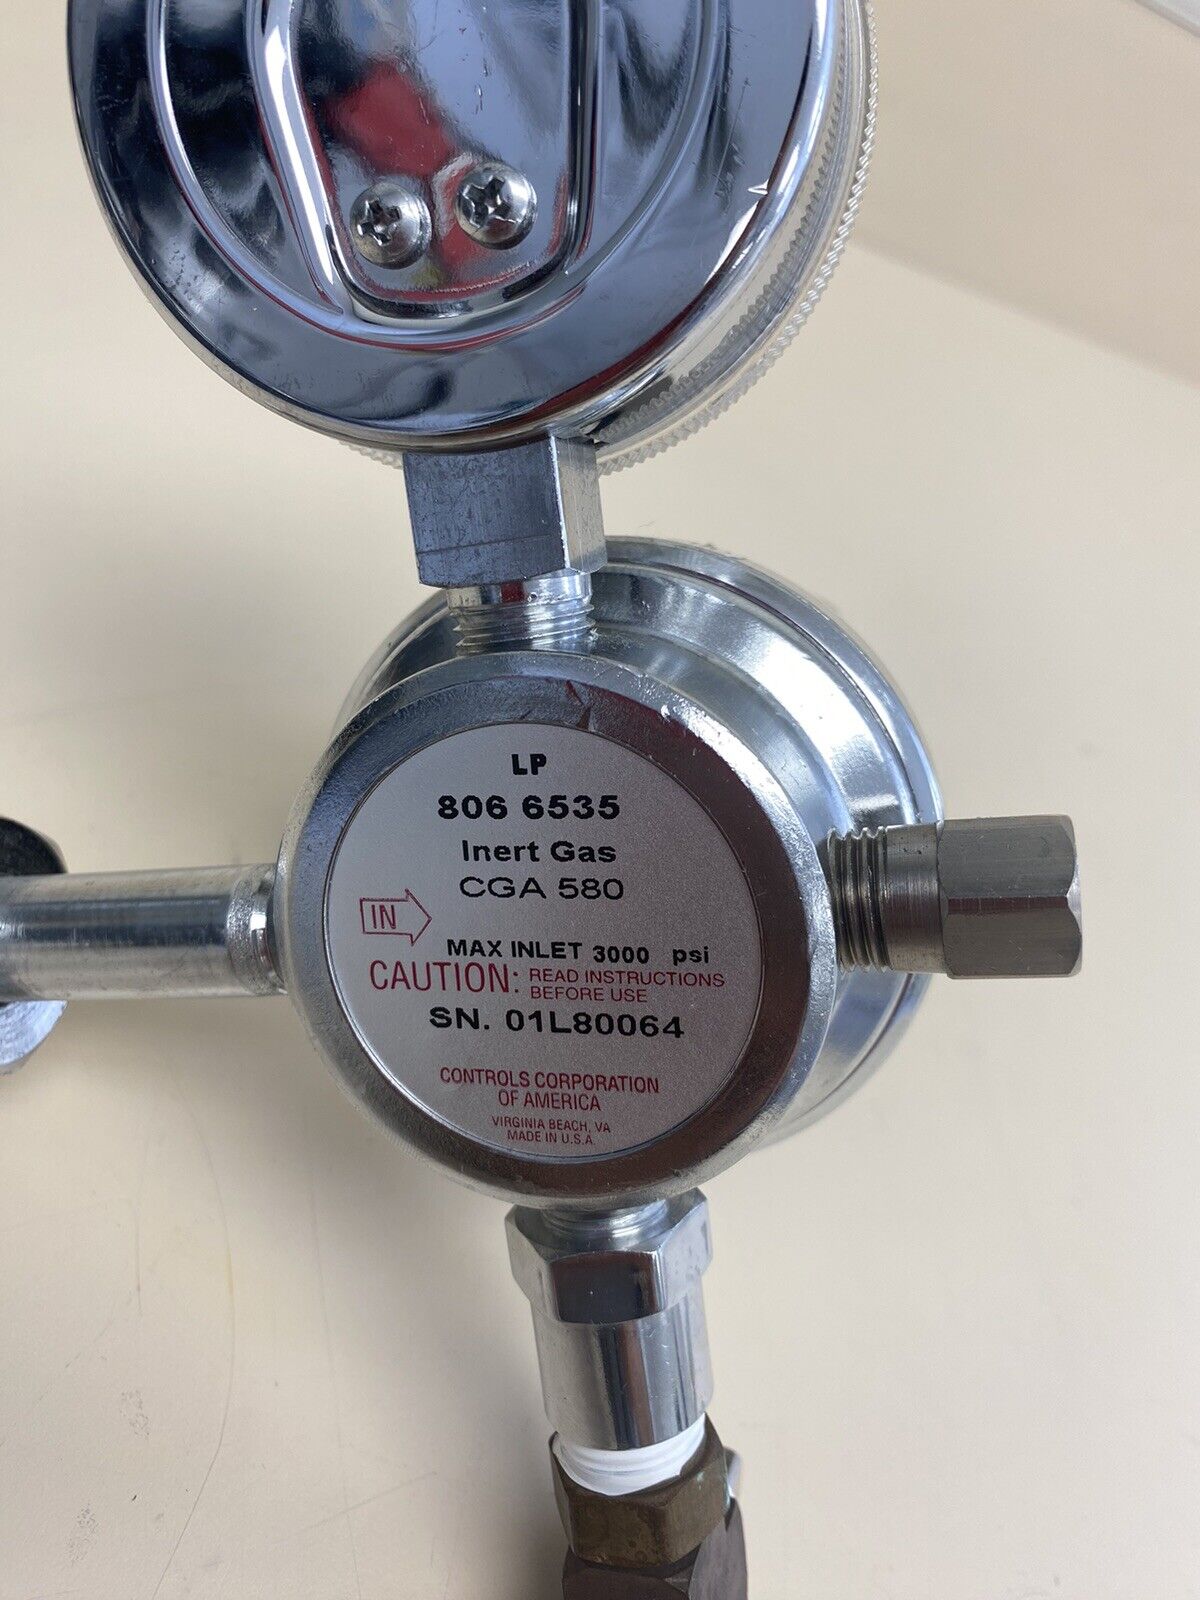 LP
806 6535
Inert Gas
CGA 580
IN
MAX INLET 3000 psi
CAUTION: READ INSTRUCTIONS
BEFORE USE
SN. 01L80064
CONTROLS CORPORATION
OF AMERICA
VIRGINIA BEACH, VA
MADE IN U.S.A.